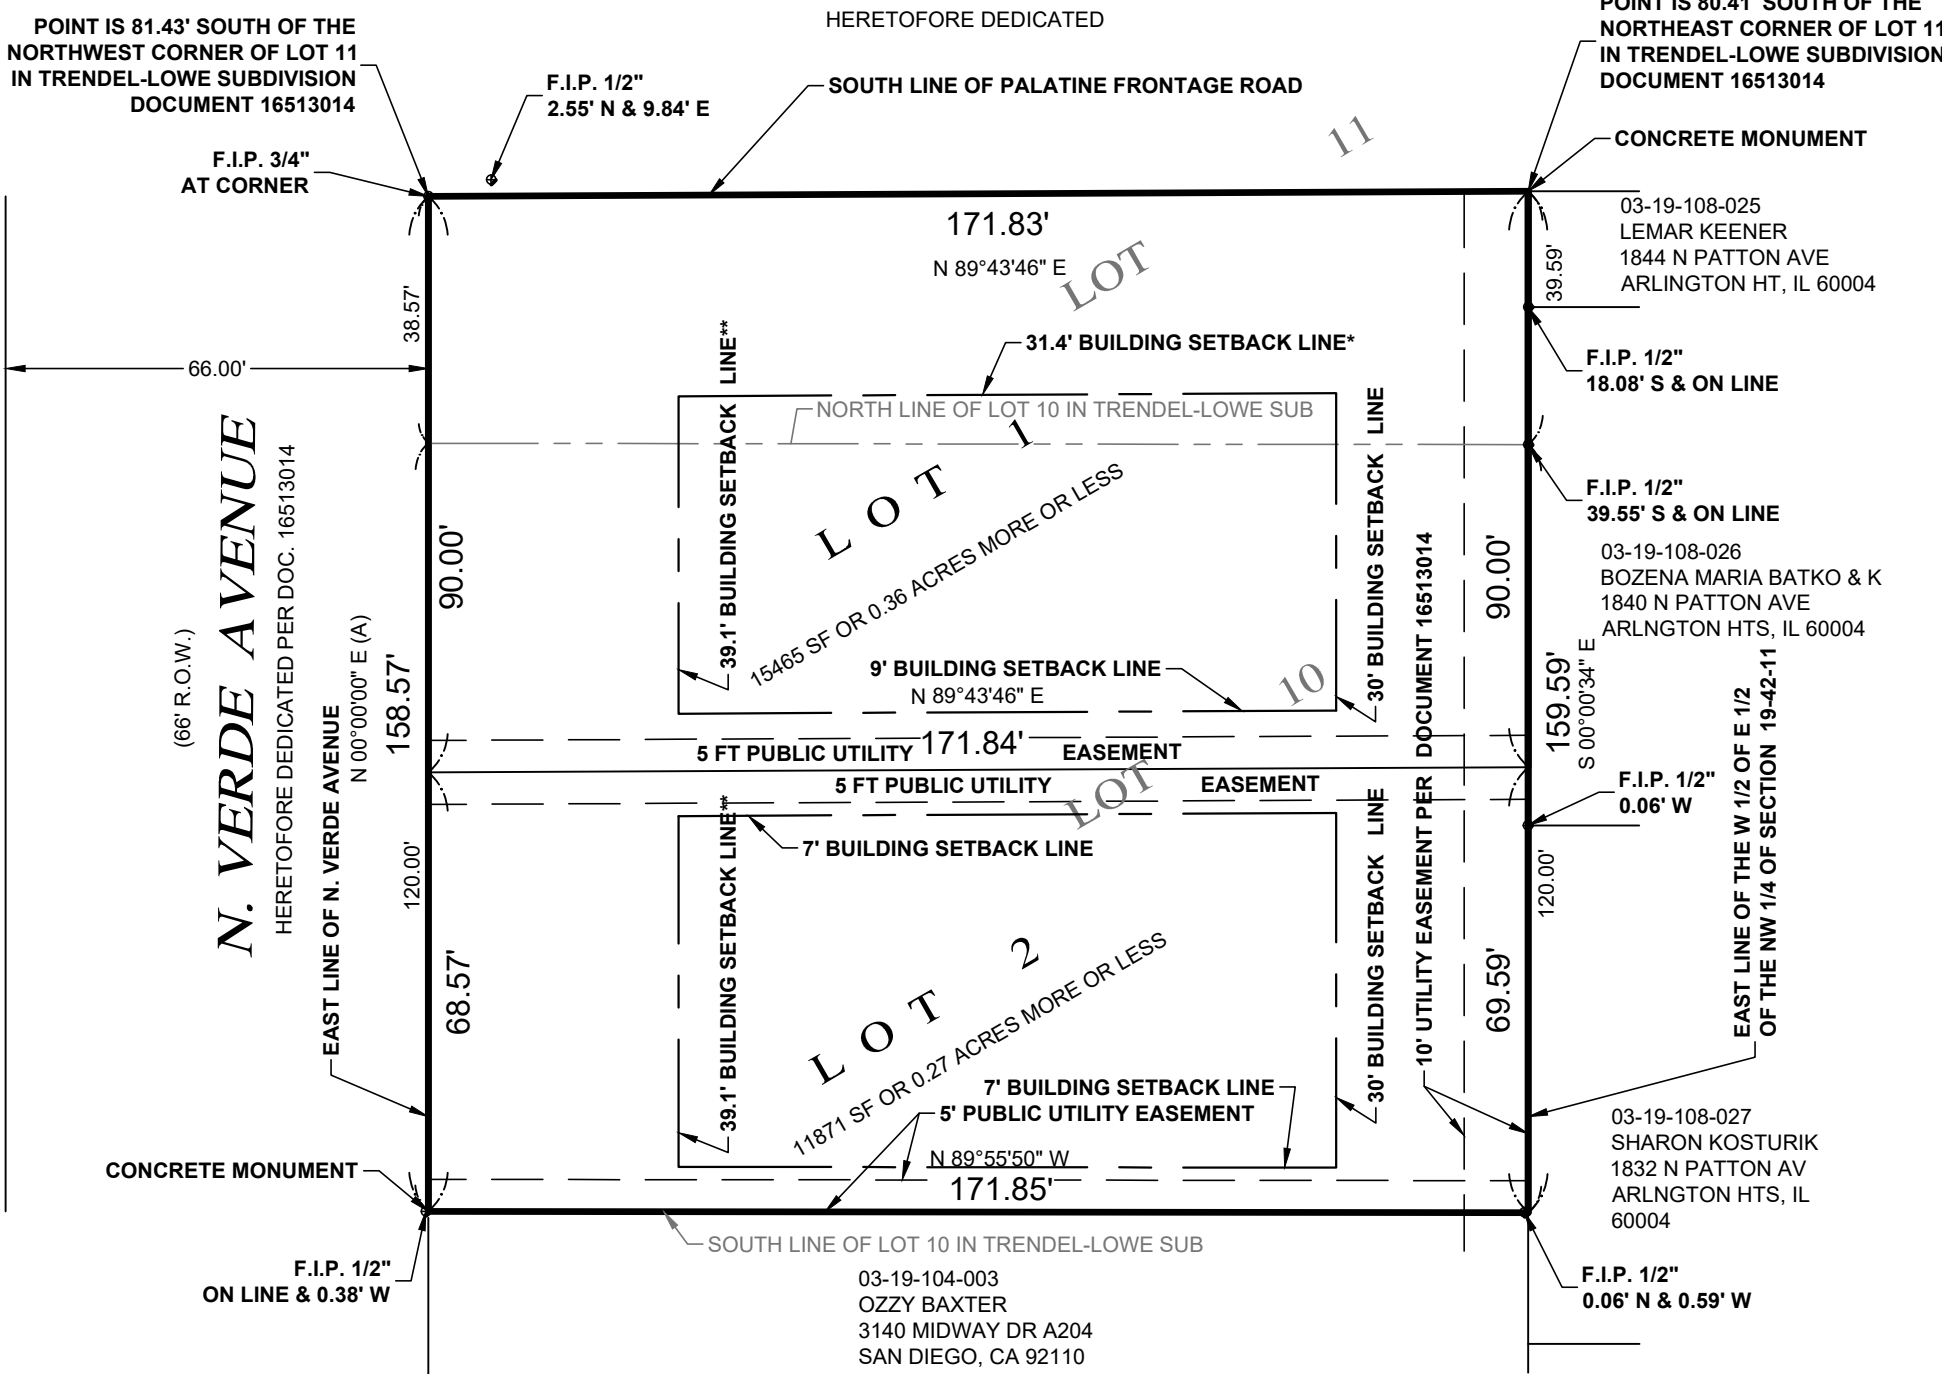 HERETOFORE DEDICATED
POINT IS 81.43' SOUTH OF THE
NORTHWEST CORNER OF LOT 11
IN TRENDEL-LOWE SUBDIVISION
DOCUMENT 16513014
F.I.P. 1/2"
2.55' N & 9.84' E
SOUTH LINE OF PALATINE FRONTAGE ROAD
POINT IS 80.41' SOUTH OF THE
NORTHEAST CORNER OF LOT 11
IN TRENDEL-LOWE SUBDIVISION
DOCUMENT 16513014
11
CONCRETE MONUMENT
F.I.P. 3/4"
AT CORNER
171.83'
N 89°43'46" E
LOT
03-19-108-025
LEMAR KEENER
1844 N PATTON AVE
ARLINGTON HT, IL 60004
38.57'
39.59'
66.00'
31.4' BUILDING SETBACK LINE*
F.I.P. 1/2"
18.08' S & ON LINE
NORTH LINE OF LOT 10 IN TRENDEL-LOWE SUB
39.1' BUILDING SETBACK LINE**
30' BUILDING SETBACK LINE
LOT 1
15465 SF OR 0.36 ACRES MORE OR LESS
F.I.P. 1/2"
39.55' S & ON LINE
03-19-108-026
BOZENA MARIA BATKO & K
1840 N PATTON AVE
ARLNGTON HTS, IL 60004
N. VERDE AVENUE
(66' R.O.W.)
HERETOFORE DEDICATED PER DOC. 16513014
EAST LINE OF N. VERDE AVENUE
N 00°00'00" E (A)
158.57'
90.00'
90.00'
159.59'
S 00°00'34" E
9' BUILDING SETBACK LINE
N 89°43'46" E
10
10' UTILITY EASEMENT PER DOCUMENT 16513014
5 FT PUBLIC UTILITY EASEMENT
171.84'
5 FT PUBLIC UTILITY EASEMENT
LOT
F.I.P. 1/2"
0.06' W
EAST LINE OF THE W 1/2 OF E 1/2
OF THE NW 1/4 OF SECTION 19-42-11
7' BUILDING SETBACK LINE
39.1' BUILDING SETBACK LINE**
30' BUILDING SETBACK LINE
120.00'
68.57'
69.59'
120.00'
LOT 2
11871 SF OR 0.27 ACRES MORE OR LESS
7' BUILDING SETBACK LINE
5' PUBLIC UTILITY EASEMENT
N 89°55'50" W
171.85'
03-19-108-027
SHARON KOSTURIK
1832 N PATTON AV
ARLNGTON HTS, IL
60004
CONCRETE MONUMENT
SOUTH LINE OF LOT 10 IN TRENDEL-LOWE SUB
F.I.P. 1/2"
ON LINE & 0.38' W
03-19-104-003
OZZY BAXTER
3140 MIDWAY DR A204
SAN DIEGO, CA 92110
F.I.P. 1/2"
0.06' N & 0.59' W